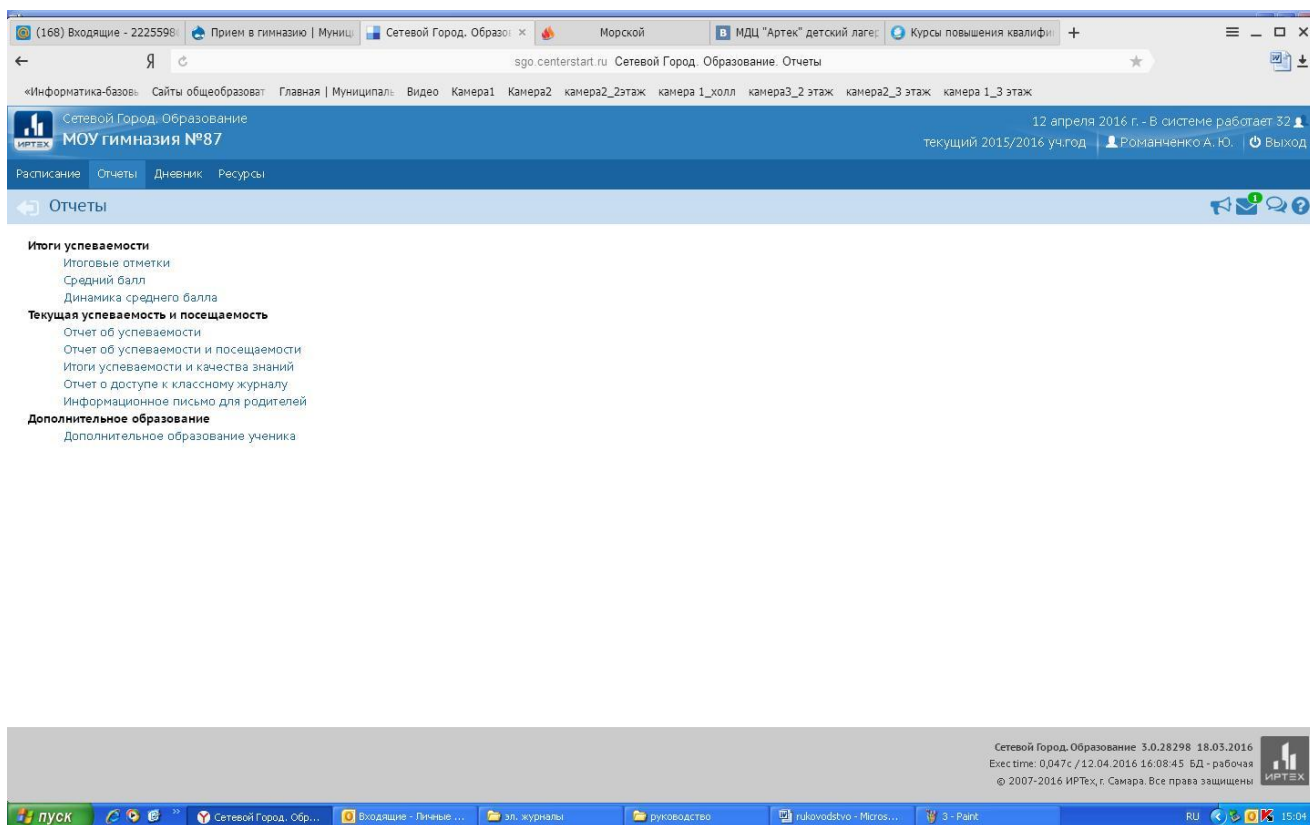 (168) Входящие - 2225598
Прием в гимназию | Муниц
Сетевой Город. Образо
Морской
МДЦ "Артек" детский лагер
Курсы повышения квалифи
sgo.centerstart.ru Сетевой Город. Образование. Отчеты
«Информатика-базовь Сайты общеобразоват Главная | Муниципаль Видео Камера1 Камера2 камера2_2этаж камера 1_холл камера3_2 этаж камера2_3 этаж камера 1_3 этаж
Сетевой Город. Образование
12 апреля 2016 г. - В системе работает 32
ИРТЕХ МОУ гимназия №87
текущий 2015/2016 уч.год Романченко А. Ю. Выход
Расписание Отчеты Дневник Ресурсы
Отчеты
1
Итоги успеваемости
Итоговые отметки
Средний балл
Динамика среднего балла
Текущая успеваемость и посещаемость
Отчет об успеваемости
Отчет об успеваемости и посещаемости
Итоги успеваемости и качества знаний
Отчет о доступе к классному журналу
Информационное письмо для родителей
Дополнительное образование
Дополнительное образование ученика
Сетевой Город. Образование 3.0.28298 18.03.2016
Exec time: 0,047с / 12.04.2016 16:08:45 БД - рабочая
© 2007-2016 ИРТех, г. Самара. Все права защищены
ИРТЕХ
пуск Сетевой Город. Обр... Входящие - Личные ... эл. журналы руководство rukovodstvo - Micros... 3 - Paint RU 15:04